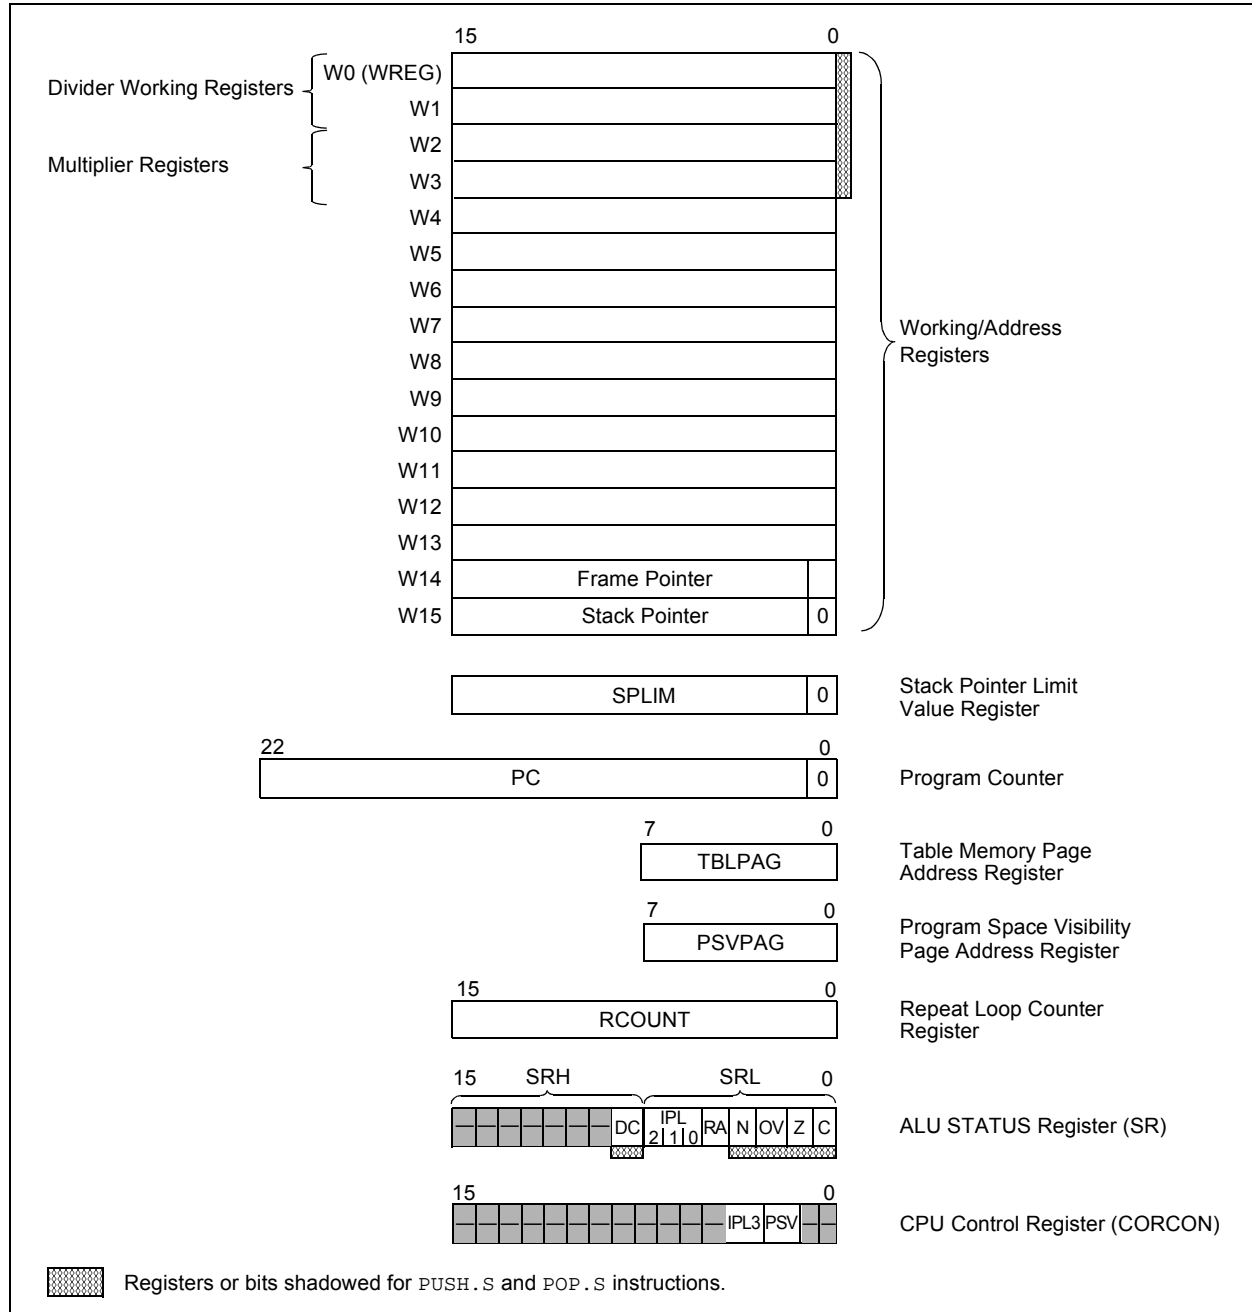 15 0
Divider Working Registers
W0 (WREG)
W1
Multiplier Registers
W2
W3
W4
W5
W6
W7
W8
W9
W10
W11
W12
W13
W14 Frame Pointer
W15 Stack Pointer 0
Working/Address
Registers
SPLIM 0
Stack Pointer Limit
Value Register
22 0
PC 0
Program Counter
7 0
TBLPAG
Table Memory Page
Address Register
7 0
PSVPAG
Program Space Visibility
Page Address Register
15 0
RCOUNT
Repeat Loop Counter
Register
15 SRH SRL 0
— — — — — — — DC IPL 2 1 0 RA N OV Z C
ALU STATUS Register (SR)
15 0
— — — — — — — — — — — — IPL3 PSV — —
CPU Control Register (CORCON)
Registers or bits shadowed for PUSH.S and POP.S instructions.